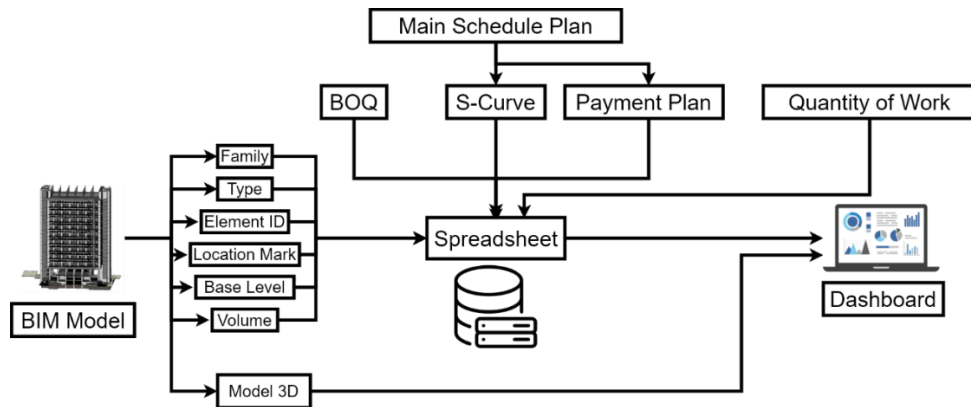 Main Schedule Plan
BOQ
S-Curve
Payment Plan
Quantity of Work
Family
Type
Element ID
Location Mark
Base Level
Volume
Model 3D
BIM Model
Spreadsheet
Dashboard